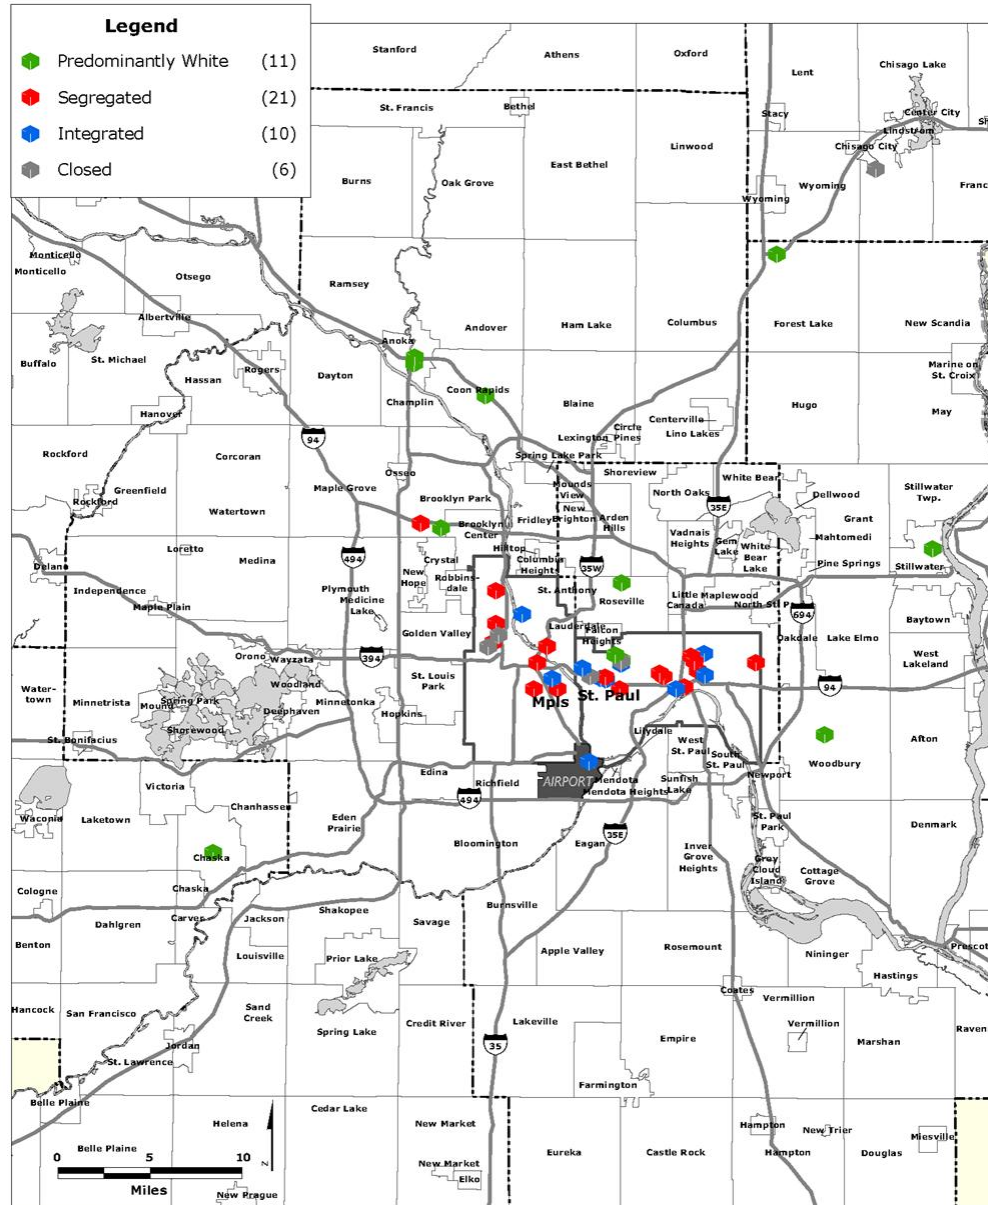 Legend
Predominantly White (11)
Segregated (21)
Integrated (10)
Closed (6)
Stanford
Athens
Oxford
Lent
Chisago Lake
St. Francis
Bethel
Stacy
Center City
Lindstrom
Chisago City
Linwood
East Bethel
Burns
Oak Grove
Wyoming
Wyoming
Franc
Monticello
Monticello
Otsego
Ramsey
Albertville
Andover
Ham Lake
Columbus
Forest Lake
New Scandia
Anoka
Buffalo
St. Michael
Rogers
Dayton
Hassan
Coon Rapids
Marine on
St. Croix
Champlin
Blaine
Hugo
May
Hanover
Centerville
Circle
Lexington Pines
Lino Lakes
94
Rockford
Corcoran
Spring Lake Park
Shoreview
Osseo
White Bear
Maple Grove
Mounds
View
North Oaks
Dellwood
Stillwater
Twp.
Greenfield
Rockford
Brooklyn Park
35E
Watertown
New
Brighton
Arden
Hills
Fridley
Grant
Brooklyn
Center
Vadnais
Heights
Mahtomedi
Loretto
Medina
494
Crystal
Hilltop
Columbus
Heights
35W
Gem
Lake
White
Bear
Lake
Pine Springs
Stillwater
Delano
Independence
Plymouth
Medicine
Lake
New
Hope
Robbins-
dale
St. Anthony
Roseville
Little
Canada
Maplewood
North St P
694
Maple Plain
Baytown
Golden Valley
Lauderdale
Falcon
Heights
Oakdale
Lake Elmo
Orono
Wayzata
394
West
Lakeland
Water-
town
Minnetrista
Mound
Spring Park
Woodland
Deephaven
Minnetonka
St. Louis
Park
Hopkins
94
Mpls
St. Paul
Shorewood
St. Bonifacius
Lilydale
West
St. Paul
South
St. Paul
Afton
Woodbury
Edina
Richfield
AIRPORT
Mendota
Mendota Heights
Sunfish
Lake
Newport
Victoria
Chanhassen
494
Waconia
Laketown
Eden
Prairie
Bloomington
35E
Eagan
St. Paul
Park
Denmark
Chaska
Inver
Grove
Heights
Grey
Cloud
Island
Cottage
Grove
Cologne
Chaska
Dahlgren
Carver
Jackson
Shakopee
Savage
Burnsville
Benton
Louisville
Prior Lake
Apple Valley
Rosemount
Nininger
Prescot
Hastings
Coates
Vermillion
Hancock
San Francisco
Sand
Creek
Spring Lake
Credit River
Lakeville
Empire
Vermillion
Marshan
Raven
35
Jordan
St. Lawrence
Farmington
Belle Plaine
Cedar Lake
Helena
New Market
Hampton
New Trier
Miesville
Belle Plaine
Eureka
Castle Rock
Hampton
Douglas
0 5 10
Miles
N
New Market
Elko
New Prague